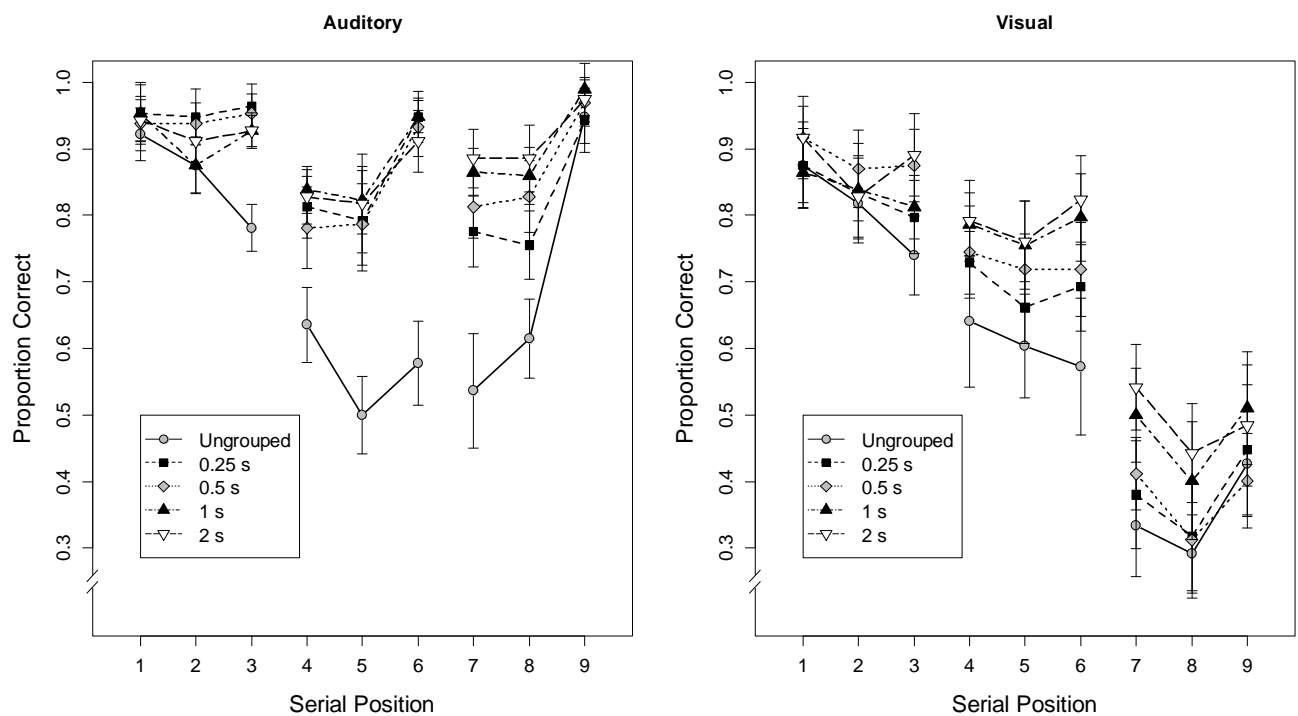 Auditory
Proportion Correct
1.0
0.9
0.8
0.7
0.6
0.5
0.4
0.3
Ungrouped
0.25 s
0.5 s
1 s
2 s
1 2 3 4 5 6 7 8 9
Serial Position
Visual
Proportion Correct
1.0
0.9
0.8
0.7
0.6
0.5
0.4
0.3
Ungrouped
0.25 s
0.5 s
1 s
2 s
1 2 3 4 5 6 7 8 9
Serial Position